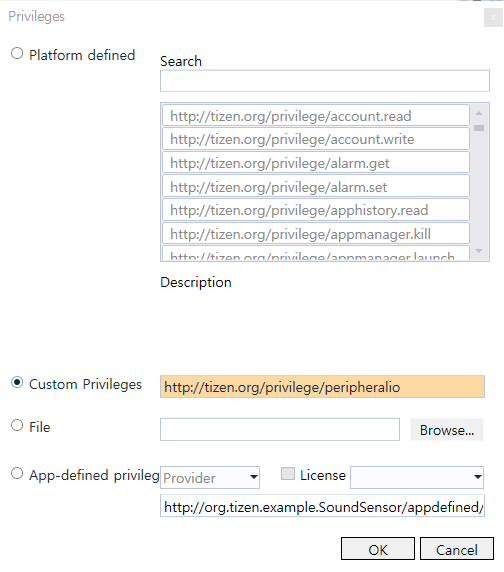 Privileges
Platform defined
Search
http://tizen.org/privilege/account.read
http://tizen.org/privilege/account.write
http://tizen.org/privilege/alarm.get
http://tizen.org/privilege/alarm.set
http://tizen.org/privilege/apphistory.read
http://tizen.org/privilege/appmanager.kill
http://tizen.org/privilege/appmanager.launch
Description
Custom Privileges http://tizen.org/privilege/peripheralio
File Browse...
App-defined privileg Provider License
http://org.tizen.example.SoundSensor/appdefined/
OK Cancel